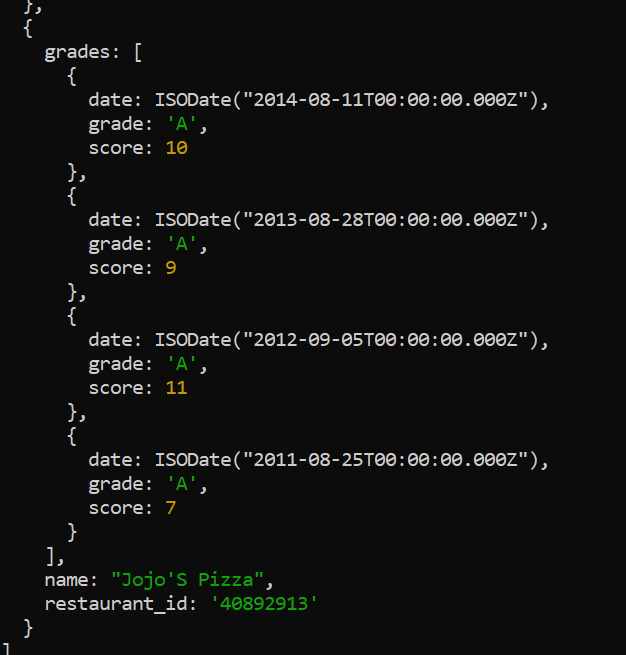 },
{
grades: [
{
date: ISODate("2014-08-11T00:00:00.000Z"),
grade: 'A',
score: 10
},
{
date: ISODate("2013-08-28T00:00:00.000Z"),
grade: 'A',
score: 9
},
{
date: ISODate("2012-09-05T00:00:00.000Z"),
grade: 'A',
score: 11
},
{
date: ISODate("2011-08-25T00:00:00.000Z"),
grade: 'A',
score: 7
}
],
name: "Jojo'S Pizza",
restaurant_id: '40892913'
}
]